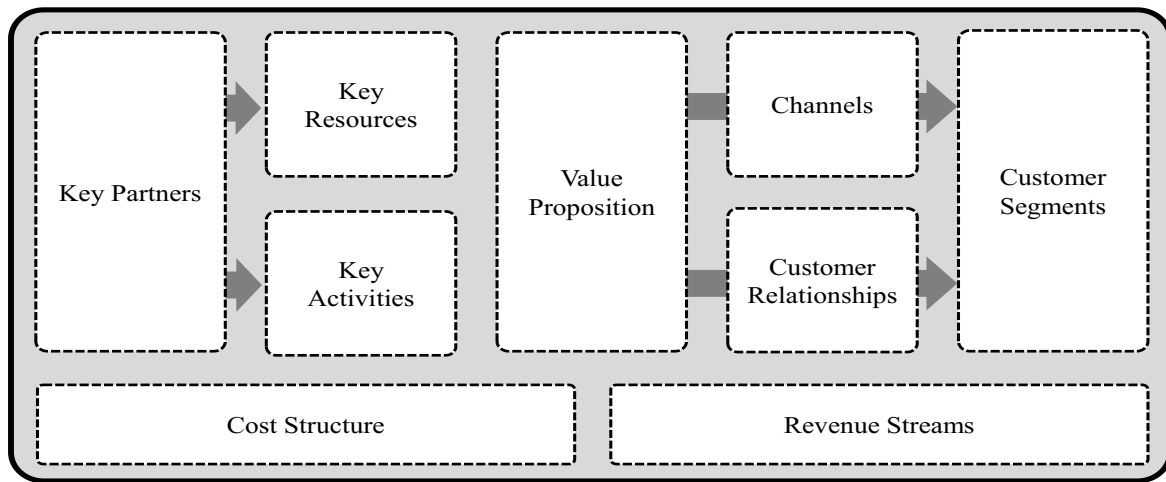 Key Partners
Key
Resources
Key
Activities
Value
Proposition
Channels
Customer
Relationships
Customer
Segments
Cost Structure
Revenue Streams